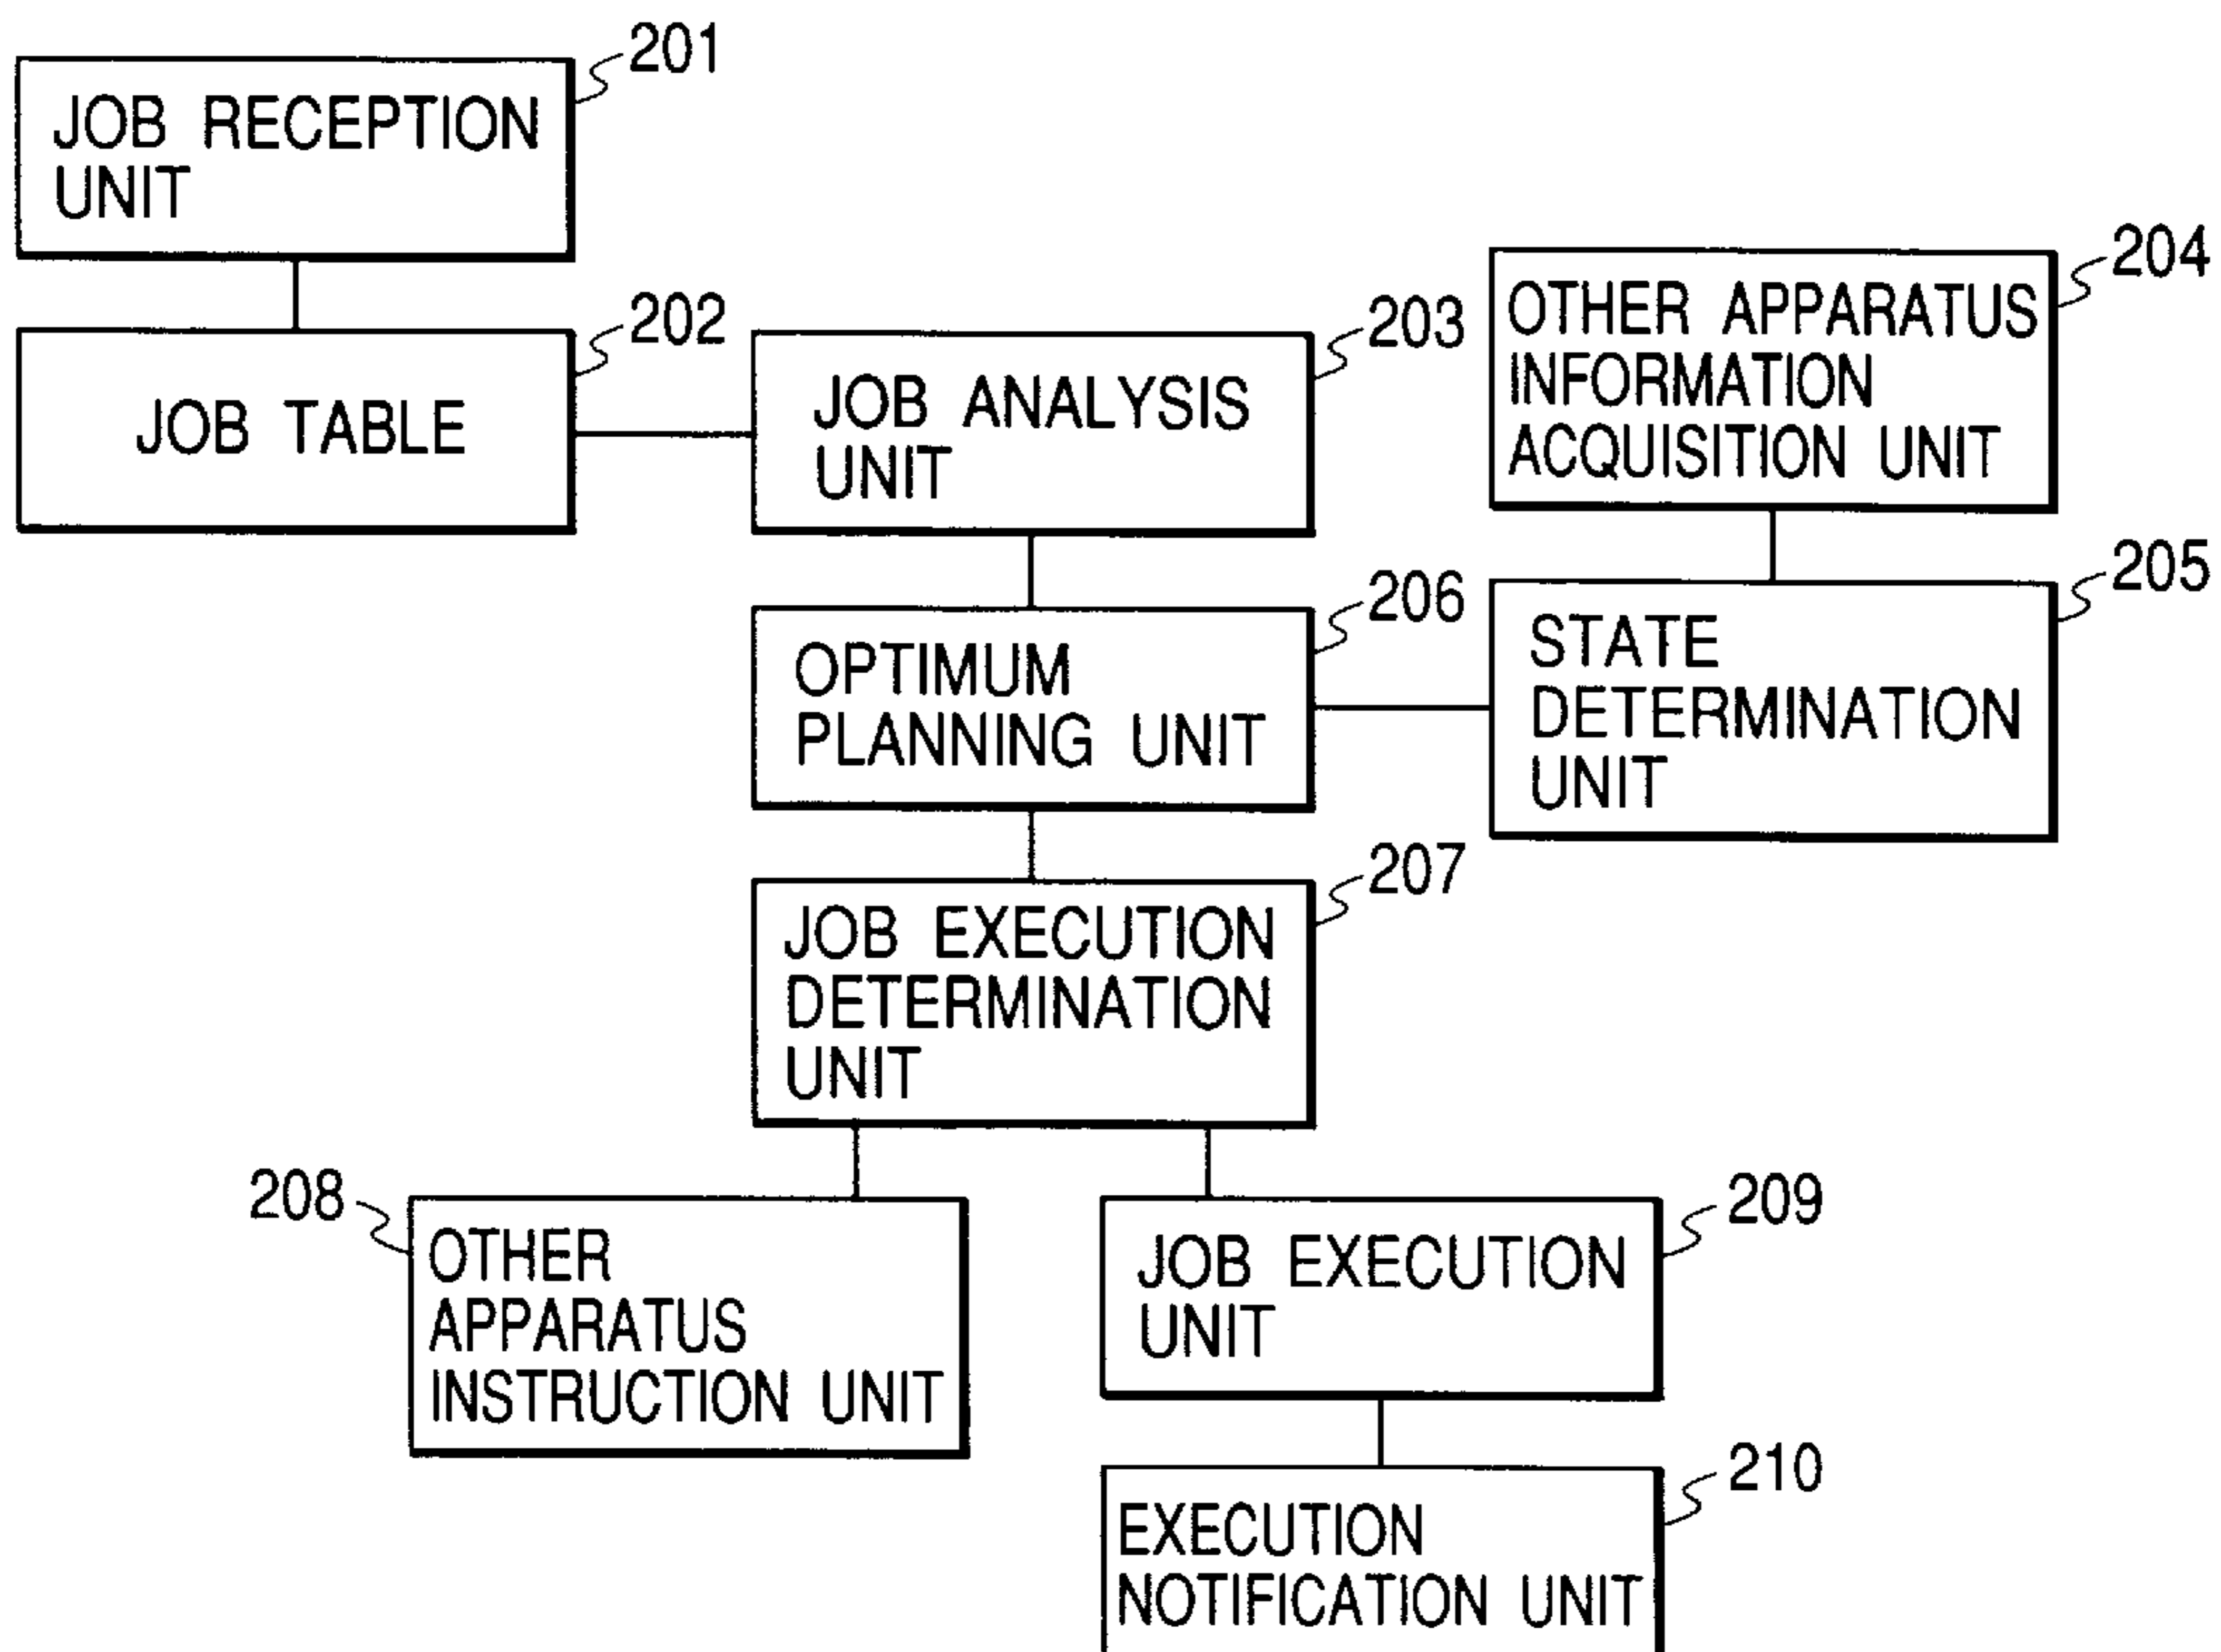 201
JOB RECEPTION
UNIT
202
JOB TABLE
203
JOB ANALYSIS
UNIT
204
OTHER APPARATUS
INFORMATION
ACQUISITION UNIT
205
STATE
DETERMINATION
UNIT
206
OPTIMUM
PLANNING UNIT
207
JOB EXECUTION
DETERMINATION
UNIT
208
OTHER
APPARATUS
INSTRUCTION UNIT
209
JOB EXECUTION
UNIT
210
EXECUTION
NOTIFICATION UNIT